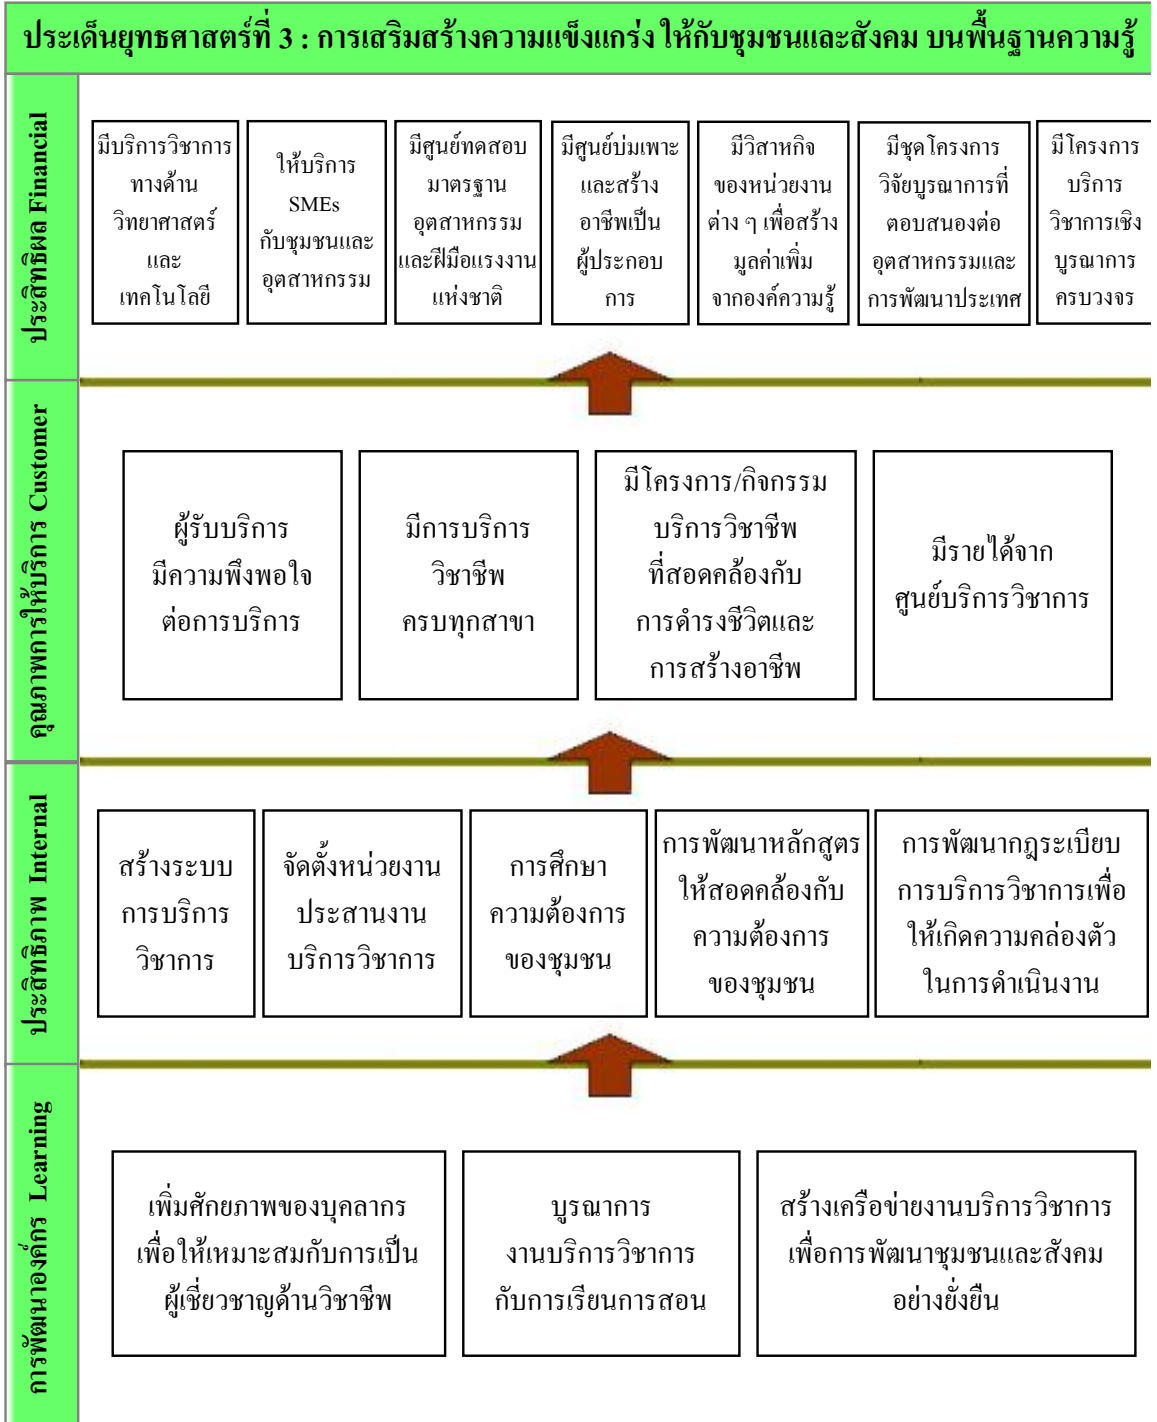 ประเด็นยุทธศาสตร์ที่ 3 : การเสริมสร้างความแข็งแกร่ง ให้กับชุมชนและสังคม บนพื้นฐานความรู้
ประสิทธิผล Financial
มีบริการวิชาการ
ทางด้าน
วิทยาศาสตร์
และ
เทคโนโลยี
ให้บริการ
SMEs
กับชุมชนและ
อุตสาหกรรม
มีศูนย์ทดสอบ
มาตรฐาน
อุตสาหกรรม
และฝีมือแรงงาน
แห่งชาติ
มีศูนย์บ่มเพาะ
และสร้าง
อาชีพเป็น
ผู้ประกอบ
การ
มีวิสาหกิจ
ของหน่วยงาน
ต่าง ๆ เพื่อสร้าง
มูลค่าเพิ่ม
จากองค์ความรู้
มีชุดโครงการ
วิจัยบูรณาการที่
ตอบสนองต่อ
อุตสาหกรรมและ
การพัฒนาประเทศ
มีโครงการ
บริการ
วิชาการเชิง
บูรณาการ
ครบวงจร
คุณภาพการให้บริการ Customer
ผู้รับบริการ
มีความพึงพอใจ
ต่อการบริการ
มีการบริการ
วิชาชีพ
ครบทุกสาขา
มีโครงการ/กิจกรรม
บริการวิชาชีพ
ที่สอดคล้องกับ
การดำรงชีวิตและ
การสร้างอาชีพ
มีรายได้จาก
ศูนย์บริการวิชาการ
ประสิทธิภาพ Internal
สร้างระบบ
การบริการ
วิชาการ
จัดตั้งหน่วยงาน
ประสานงาน
บริการวิชาการ
การศึกษา
ความต้องการ
ของชุมชน
การพัฒนาหลักสูตร
ให้สอดคล้องกับ
ความต้องการ
ของชุมชน
การพัฒนากฎระเบียบ
การบริการวิชาการเพื่อ
ให้เกิดความคล่องตัว
ในการดำเนินงาน
การพัฒนาองค์กร Learning
เพิ่มศักยภาพของบุคลากร
เพื่อให้เหมาะสมกับการเป็น
ผู้เชี่ยวชาญด้านวิชาชีพ
บูรณาการ
งานบริการวิชาการ
กับการเรียนการสอน
สร้างเครือข่ายงานบริการวิชาการ
เพื่อการพัฒนาชุมชนและสังคม
อย่างยั่งยืน